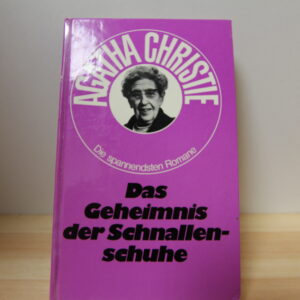 AGATHA CHRISTIE
Die spannendsten Romane
Das
Geheimnis
der Schnallen-
schuhe